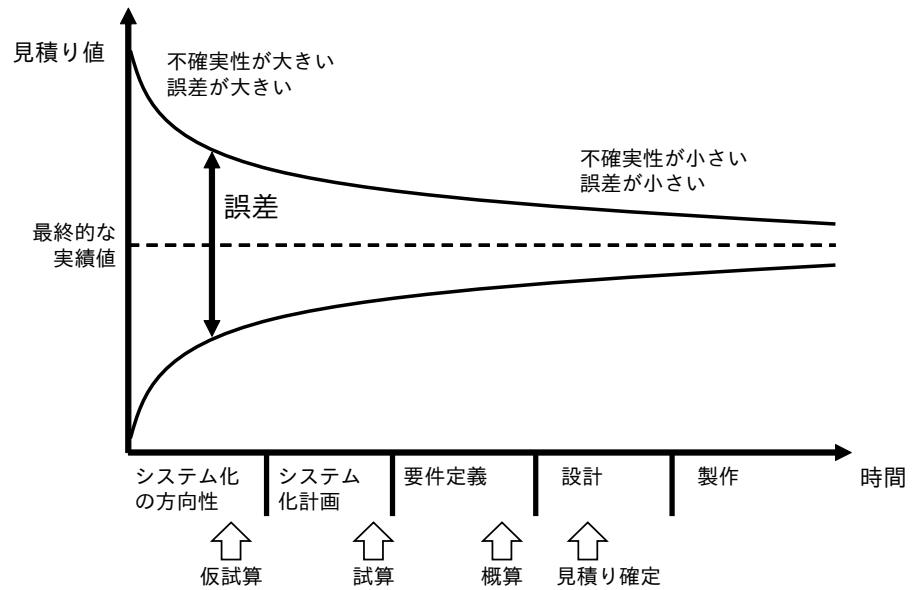 見積り値
不確実性が大きい
誤差が大きい
不確実性が小さい
誤差が小さい
誤差
最終的な
実績値
システム化
の方向性
システム
化計画
要件定義
設計
製作
時間
仮試算
試算
概算
見積り確定